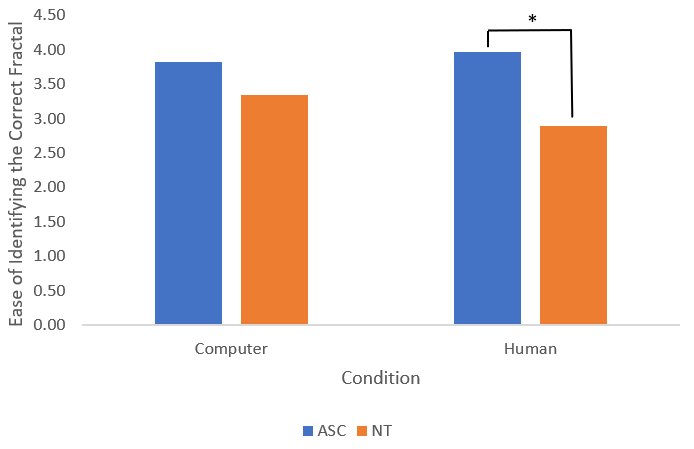 Ease of Identifying the Correct Fractal
4.50
4.00
3.50
3.00
2.50
2.00
1.50
1.00
0.50
0.00
*
Computer
Human
Condition
ASC
NT